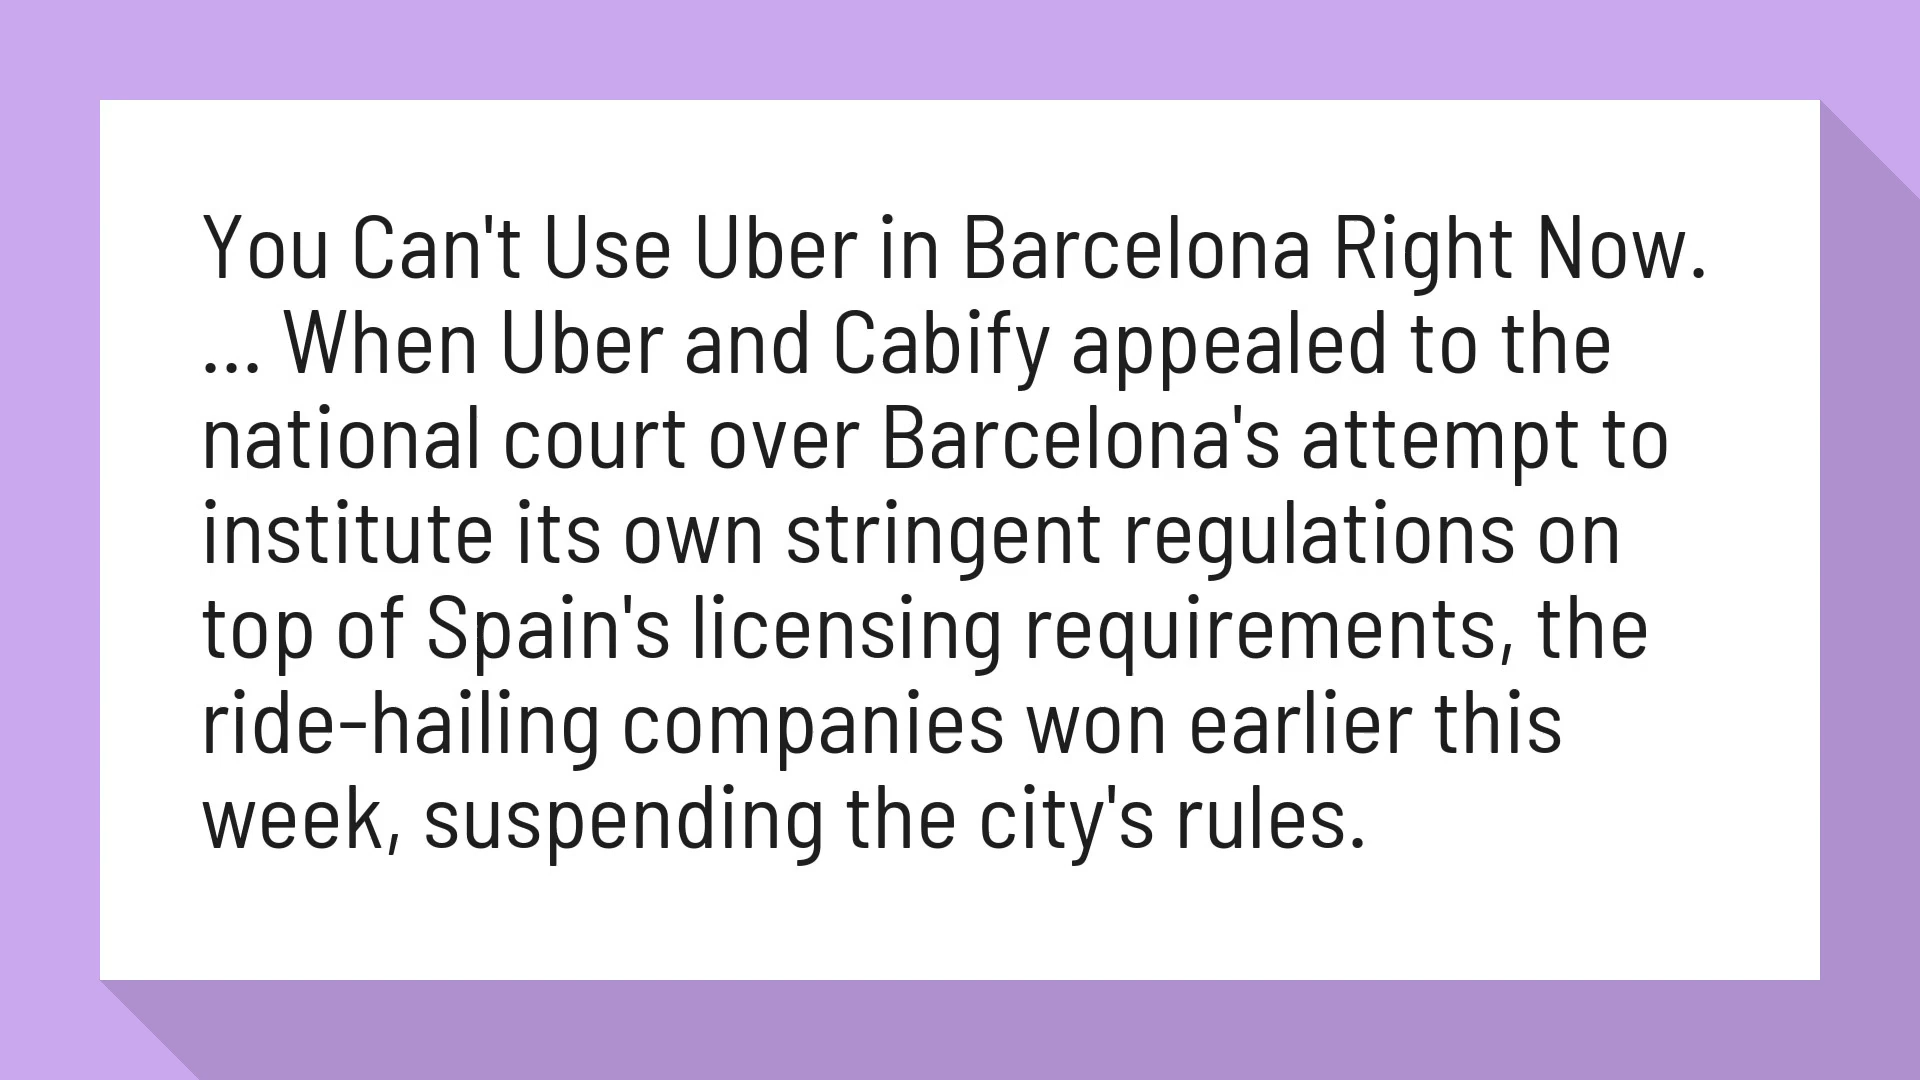 You Can't Use Uber in Barcelona Right Now.
... When Uber and Cabify appealed to the
national court over Barcelona's attempt to
institute its own stringent regulations on
top of Spain's licensing requirements, the
ride-hailing companies won earlier this
week, suspending the city's rules.